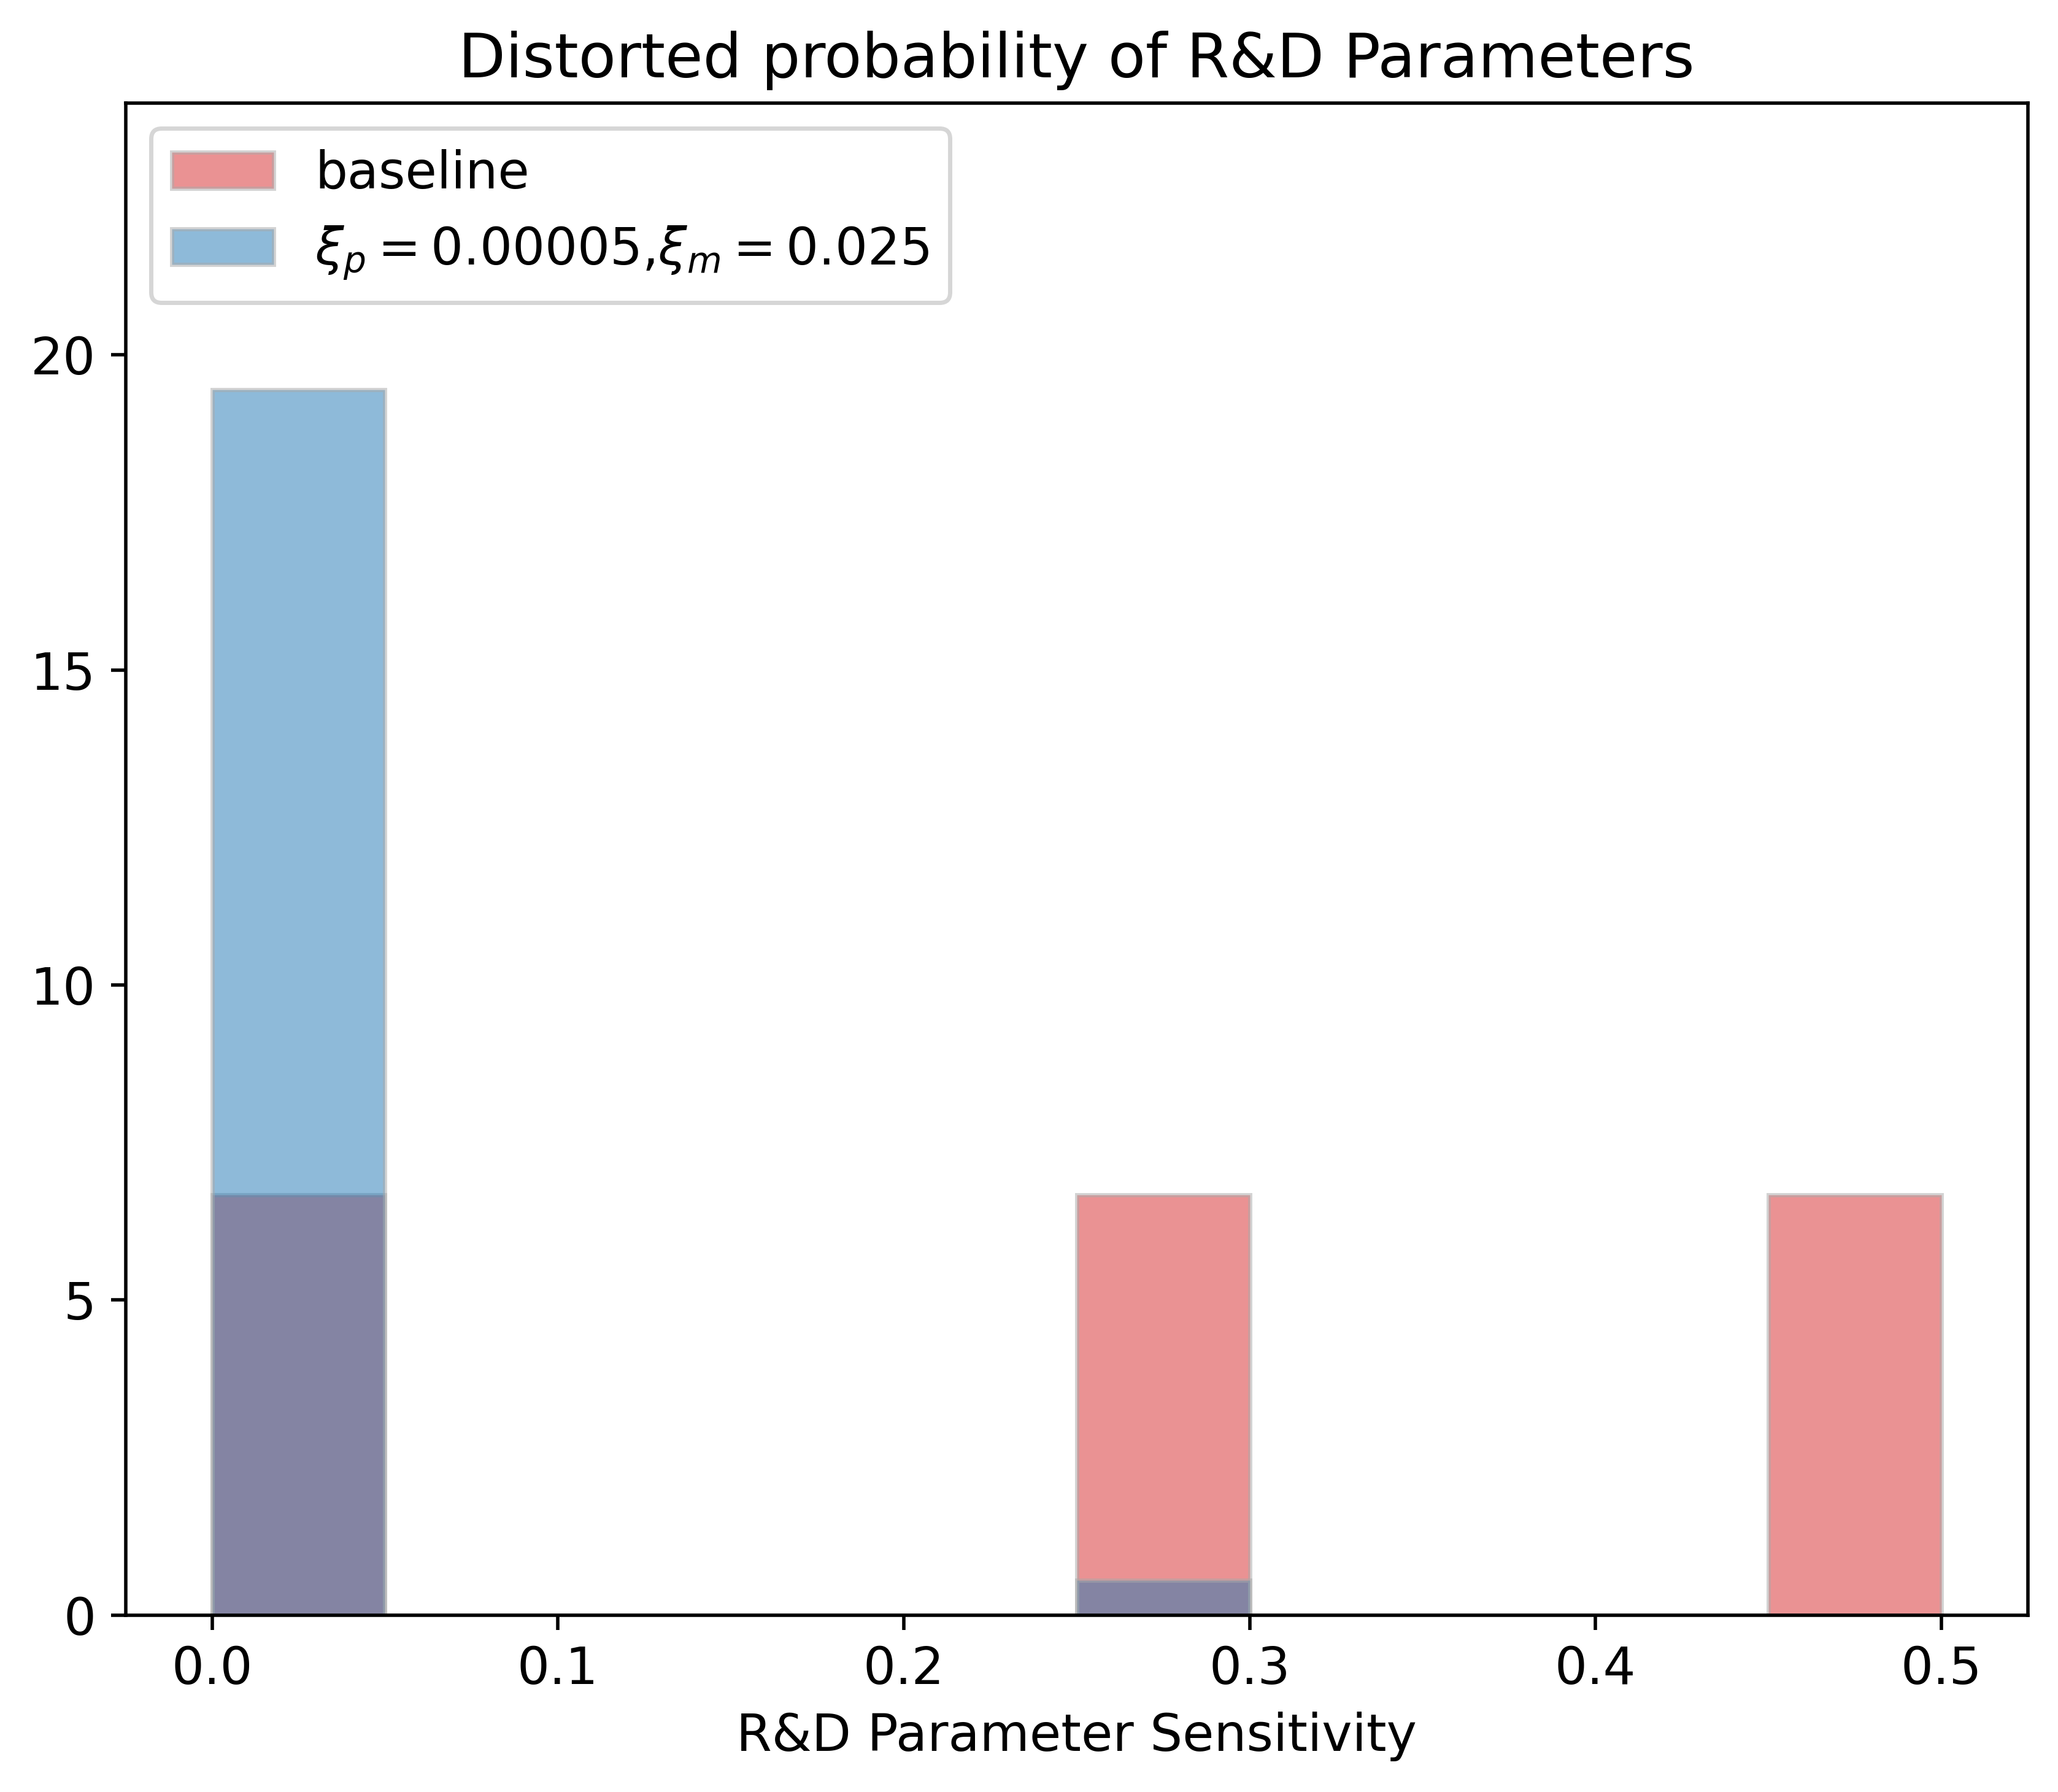 Distorted probability of R&D Parameters
baseline
ξp = 0.00005,ξm = 0.025
20
15
10
5
0
0.0 0.1 0.2 0.3 0.4 0.5
R&D Parameter Sensitivity